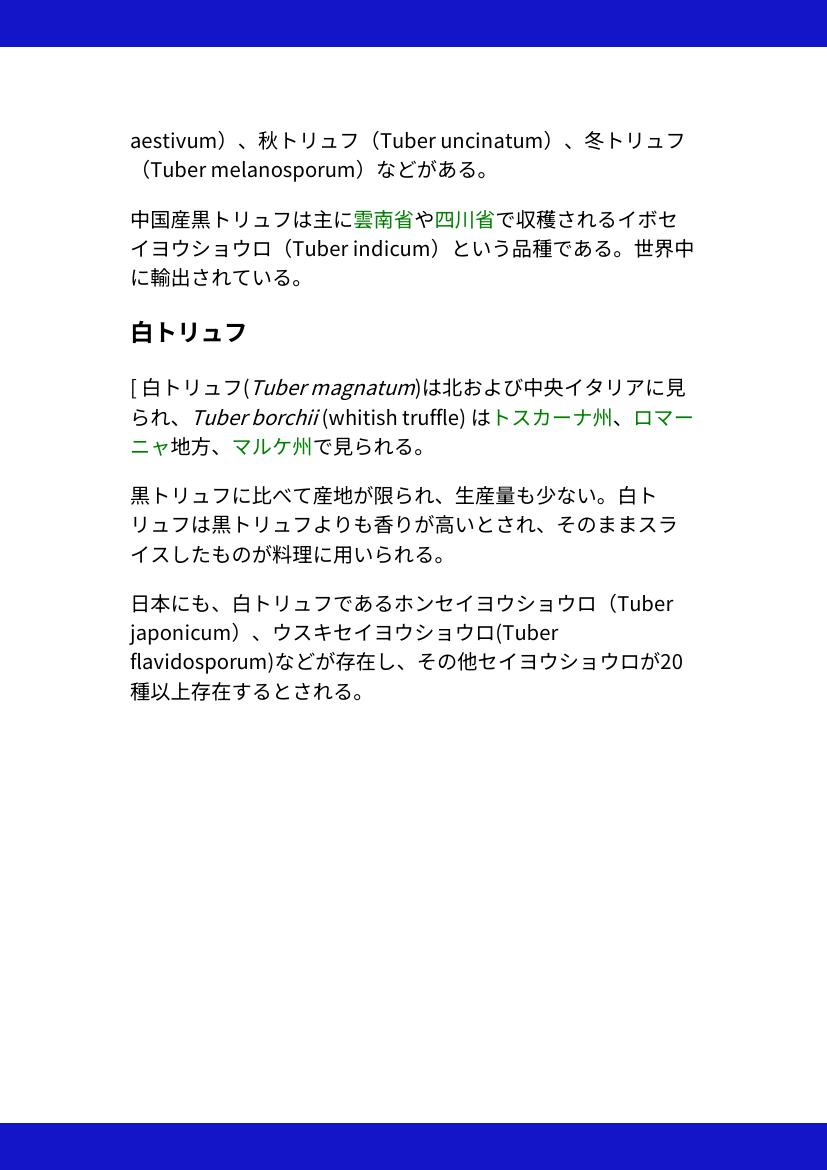 aestivum）、秋トリュフ（Tuber uncinatum）、冬トリュフ
（Tuber melanosporum）などがある。
中国産黒トリュフは主に雲南省や四川省で収穫されるイボセ
イヨウショウロ（Tuber indicum）という品種である。世界中
に輸出されている。
白トリュフ
[ 白トリュフ(Tuber magnatum)は北および中央イタリアに見
られ、Tuber borchii (whitish truffle) はトスカーナ州、ロマー
ニャ地方、マルケ州で見られる。
黒トリュフに比べて産地が限られ、生産量も少ない。白ト
リュフは黒トリュフよりも香りが高いとされ、そのままスラ
イスしたものが料理に用いられる。
日本にも、白トリュフであるホンセイヨウショウロ（Tuber
japonicum）、ウスキセイヨウショウロ(Tuber
flavidosporum)などが存在し、その他セイヨウショウロが20
種以上存在するとされる。